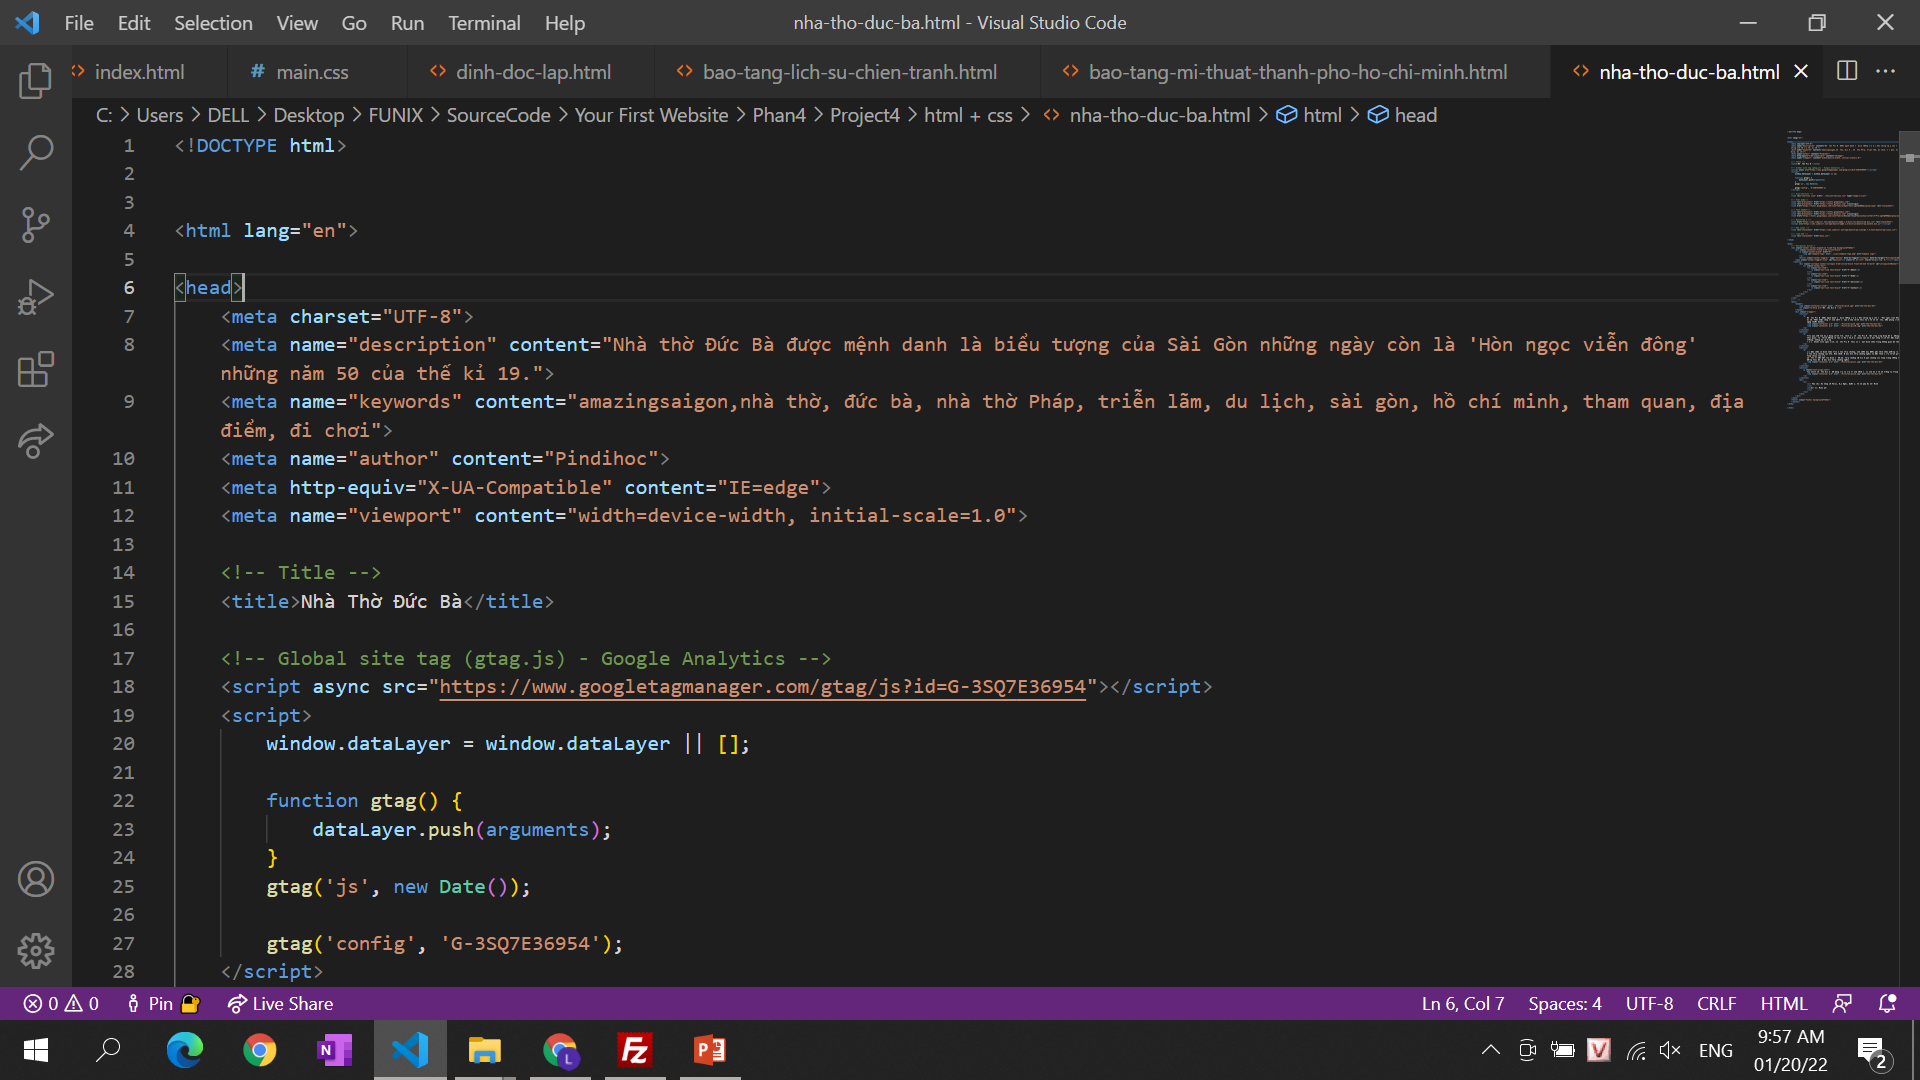 File Edit Selection View Go Run Terminal Help nha-tho-duc-ba.html - Visual Studio Code
index.html # main.css dinh-doc-lap.html bao-tang-lich-su-chien-tranh.html bao-tang-mi-thuat-thanh-pho-ho-chi-minh.html nha-tho-duc-ba.html
C: > Users > DELL > Desktop > FUNIX > SourceCode > Your First Website > Phan4 > Project4 > html + css > nha-tho-duc-ba.html > html > head
1 <!DOCTYPE html>
2
3
4 <html lang="en">
5
6 <head>
7 <meta charset="UTF-8">
8 <meta name="description" content="Nhà thờ Đức Bà được mệnh danh là biểu tượng của Sài Gòn những ngày còn là 'Hòn ngọc viễn đông'
những năm 50 của thế kỉ 19.">
9 <meta name="keywords" content="amazingsaigon,nhà thờ, đức bà, nhà thờ Pháp, triễn lãm, du lịch, sài gòn, hồ chí minh, tham quan, địa
điểm, đi chơi">
10 <meta name="author" content="Pindihoc">
11 <meta http-equiv="X-UA-Compatible" content="IE=edge">
12 <meta name="viewport" content="width=device-width, initial-scale=1.0">
13
14 <!-- Title -->
15 <title>Nhà Thờ Đức Bà</title>
16
17 <!-- Global site tag (gtag.js) - Google Analytics -->
18 <script async src="https://www.googletagmanager.com/gtag/js?id=G-3SQ7E36954"></script>
19 <script>
20 window.dataLayer = window.dataLayer || [];
21
22 function gtag() {
23 dataLayer.push(arguments);
24 }
25 gtag('js', new Date());
26
27 gtag('config', 'G-3SQ7E36954');
28 </script>
0 0 Pin Live Share Ln 6, Col 7 Spaces: 4 UTF-8 CRLF HTML
ENG 9:57 AM
01/20/22 2